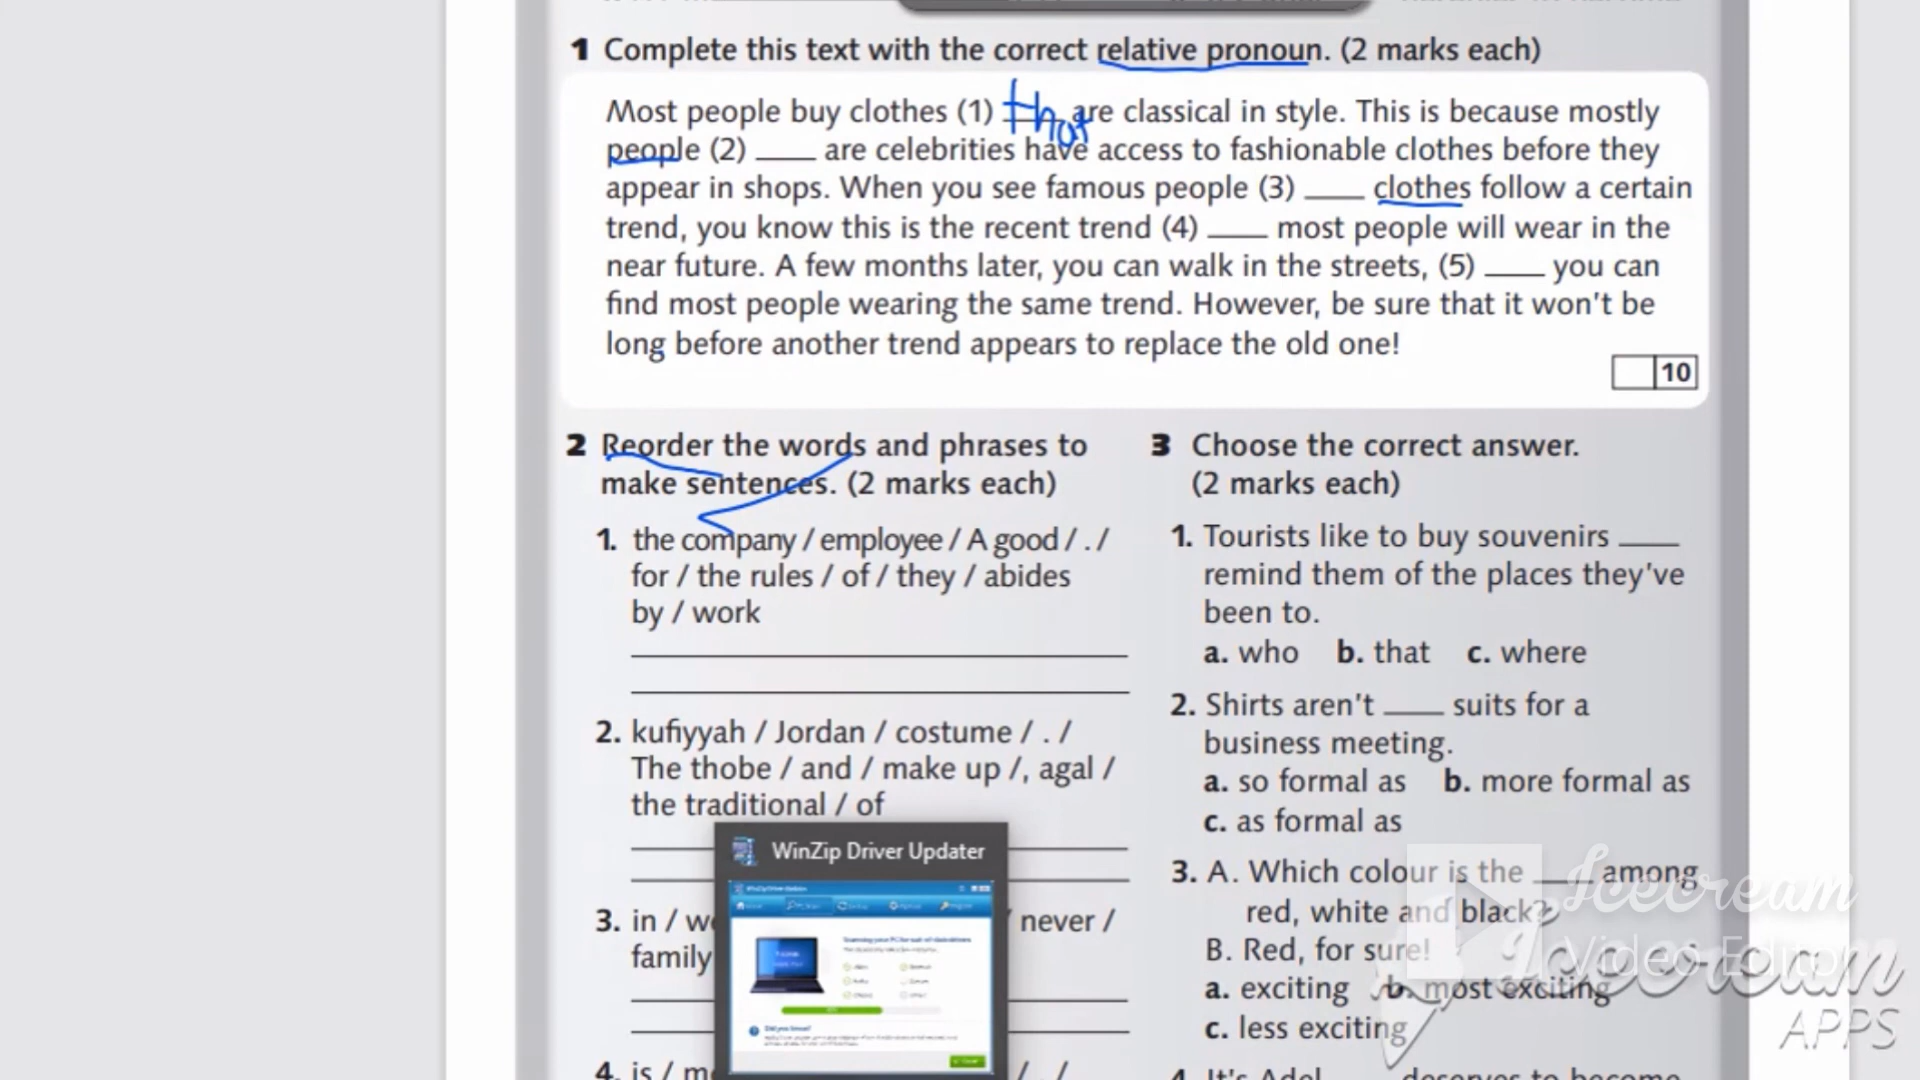 1 Complete this text with the correct relative pronoun. (2 marks each)
Most people buy clothes (1) that are classical in style. This is because mostly
people (2) ____ are celebrities have access to fashionable clothes before they
appear in shops. When you see famous people (3) ____ clothes follow a certain
trend, you know this is the recent trend (4) ____ most people will wear in the
near future. A few months later, you can walk in the streets, (5) ____ you can
find most people wearing the same trend. However, be sure that it won't be
long before another trend appears to replace the old one!
10
2 Reorder the words and phrases to
make sentences. (2 marks each)
1. the company / employee / A good / . /
for / the rules / of / they / abides
by / work
2. kufiyyah / Jordan / costume / . /
The thobe / and / make up /, agal /
the traditional / of
WinZip Driver Updater
3. in / we / never /
family
4. is /
3 Choose the correct answer.
(2 marks each)
1. Tourists like to buy souvenirs ____
remind them of the places they've
been to.
a. who b. that c. where
2. Shirts aren't ____ suits for a
business meeting.
a. so formal as b. more formal as
c. as formal as
3. A. Which colour is the ____ among
red, white and black?
B. Red, for sure!
a. exciting b. most exciting
c. less exciting
4. It's Adel ____ deserves to become
Icecream
Video Editor
Icecream
APPS